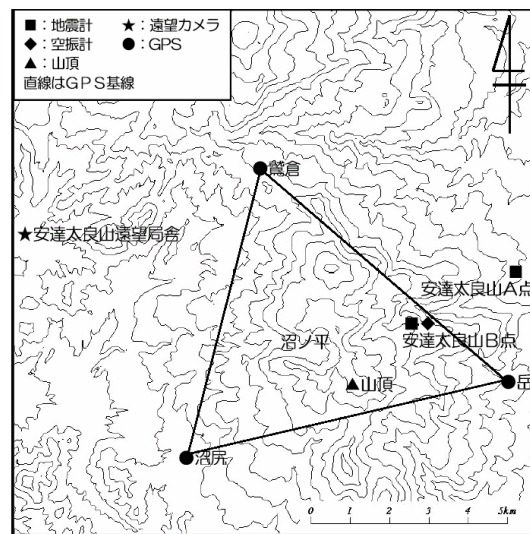 ■：地震計 ★：遠望カメラ
◆：空振計 ●：GPS
▲：山頂
直線はＧＰＳ基線
鷲倉
安達太良山遠望局舎
安達太良山A点
沼ノ平
安達太良山B点
山頂
岳
沼尻
0 1 2 3 4 5km